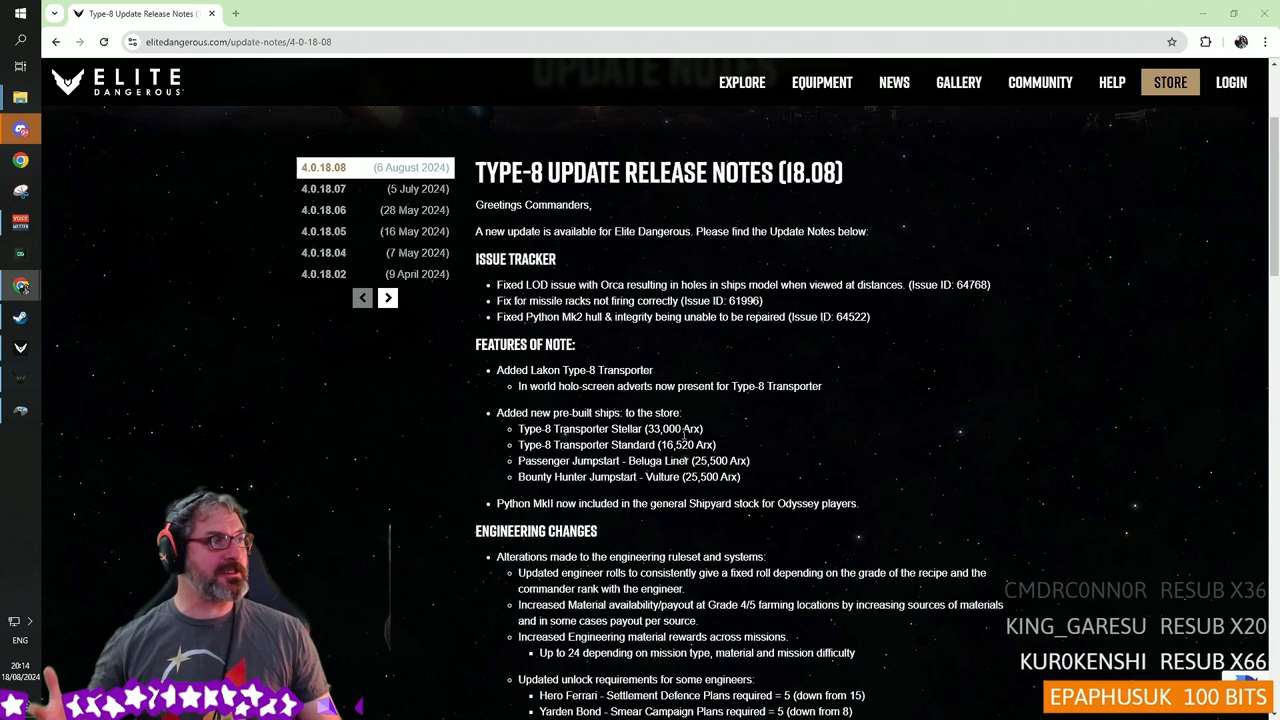 Type-8 Update Release Notes (
elitedangerous.com/update-notes/4-0-18-08
ELITE
DANGEROUS
EXPLORE
EQUIPMENT
NEWS
GALLERY
COMMUNITY
HELP
STORE
LOGIN
UPDATE NOTES
4.0.18.08 (6 August 2024)
4.0.18.07 (5 July 2024)
4.0.18.06 (28 May 2024)
4.0.18.05 (16 May 2024)
4.0.18.04 (7 May 2024)
4.0.18.02 (9 April 2024)
TYPE-8 UPDATE RELEASE NOTES (18.08)
Greetings Commanders,
A new update is available for Elite Dangerous. Please find the Update Notes below:
ISSUE TRACKER
Fixed LOD issue with Orca resulting in holes in ships model when viewed at distances. (Issue ID: 64768)
Fix for missile racks not firing correctly (Issue ID: 61996)
Fixed Python Mk2 hull & integrity being unable to be repaired (Issue ID: 64522)
FEATURES OF NOTE:
Added Lakon Type-8 Transporter
In world holo-screen adverts now present for Type-8 Transporter
Added new pre-built ships: to the store:
Type-8 Transporter Stellar (33,000 Arx)
Type-8 Transporter Standard (16,520 Arx)
Passenger Jumpstart - Beluga Liner (25,500 Arx)
Bounty Hunter Jumpstart - Vulture (25,500 Arx)
Python MkII now included in the general Shipyard stock for Odyssey players.
ENGINEERING CHANGES
Alterations made to the engineering ruleset and systems:
Updated engineer rolls to consistently give a fixed roll depending on the grade of the recipe and the
commander rank with the engineer.
Increased Material availability/payout at Grade 4/5 farming locations by increasing sources of materials
and in some cases payout per source.
Increased Engineering material rewards across missions.
Up to 24 depending on mission type, material and mission difficulty
Updated unlock requirements for some engineers:
Hero Ferrari - Settlement Defence Plans required = 5 (down from 15)
Yarden Bond - Smear Campaign Plans required = 5 (down from 8)
CMDRC0NN0R RESUB X36
KING_GARESU RESUB X20
KUR0KENSHI RESUB X66
EPAPHUSUK 100 BITS
VOICE
MEETER
ENG
20:14
18/08/2024